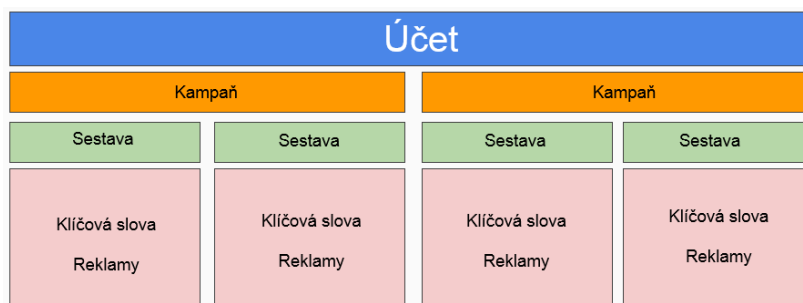 Účet
Kampaň
Kampaň
Sestava
Sestava
Sestava
Sestava
Klíčová slova
Reklamy
Klíčová slova
Reklamy
Klíčová slova
Reklamy
Klíčová slova
Reklamy